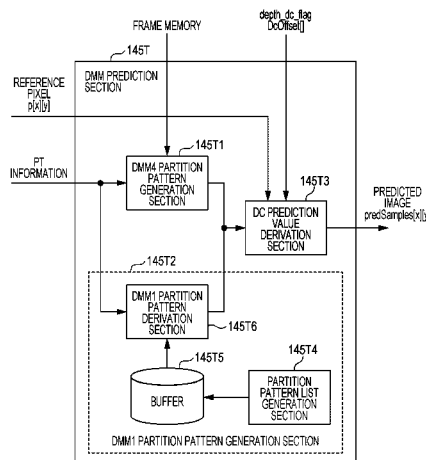 depth_dc_flag
DcOffset[]
FRAME MEMORY
145T
DMM PREDICTION
SECTION
REFERENCE
PIXEL
p[x][y]
PT
INFORMATION
145T1
DMM4 PARTITION
PATTERN
GENERATION
SECTION
145T3
DC PREDICTION
VALUE
DERIVATION
SECTION
PREDICTED
IMAGE
predSamples[x][y]
145T2
DMM1 PARTITION
PATTERN
DERIVATION
SECTION
145T6
145T5
BUFFER
145T4
PARTITION
PATTERN LIST
GENERATION
SECTION
DMM1 PARTITION PATTERN GENERATION SECTION